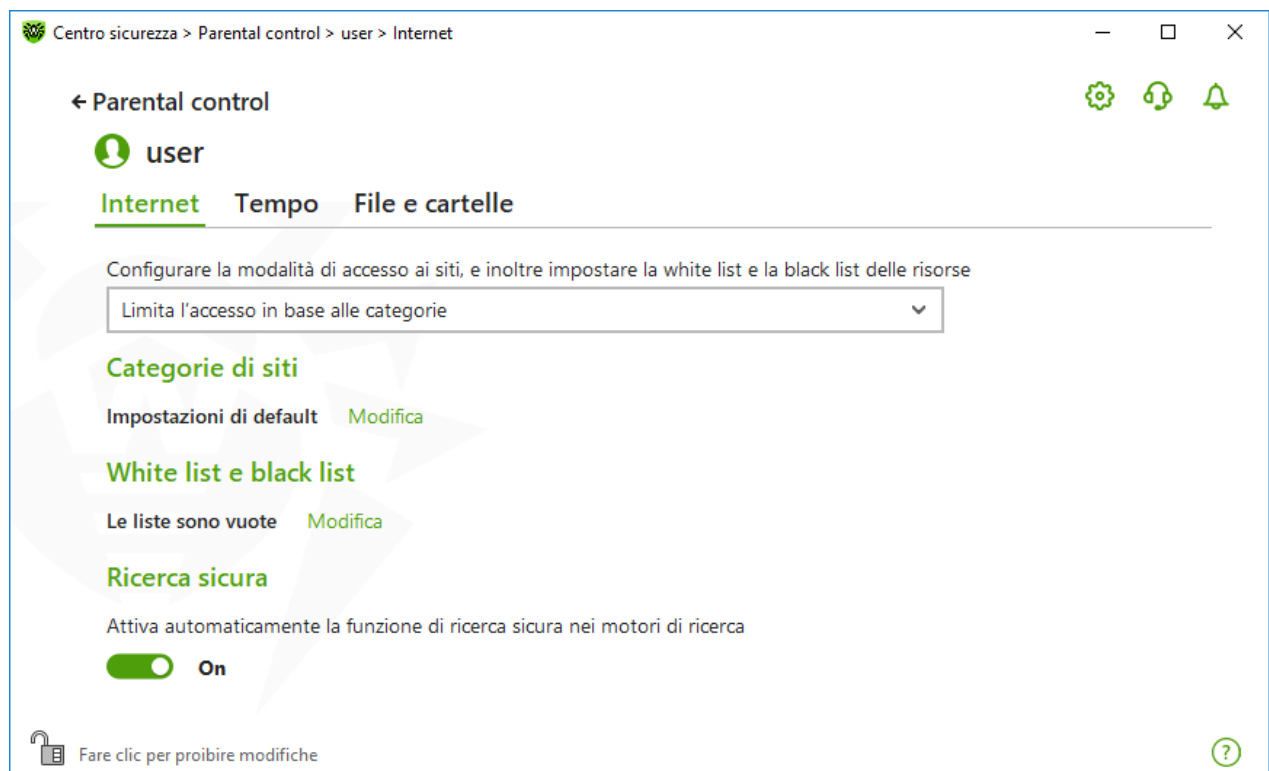 Centro sicurezza > Parental control > user > Internet
Parental control
user
Internet Tempo File e cartelle
Configurare la modalità di accesso ai siti, e inoltre impostare la white list e la black list delle risorse
Limita l’accesso in base alle categorie
Categorie di siti
Impostazioni di default Modifica
White list e black list
Le liste sono vuote Modifica
Ricerca sicura
Attiva automaticamente la funzione di ricerca sicura nei motori di ricerca
On
Fare clic per proibire modifiche ?